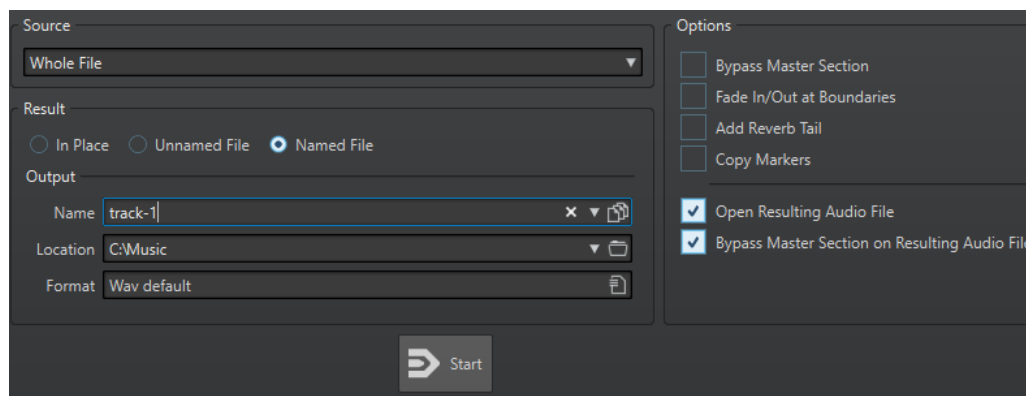 Source
Whole File
Result
In Place Unnamed File Named File
Output
Name track-1
Location C:\Music
Format Wav default
Start
Options
Bypass Master Section
Fade In/Out at Boundaries
Add Reverb Tail
Copy Markers
Open Resulting Audio File
Bypass Master Section on Resulting Audio File